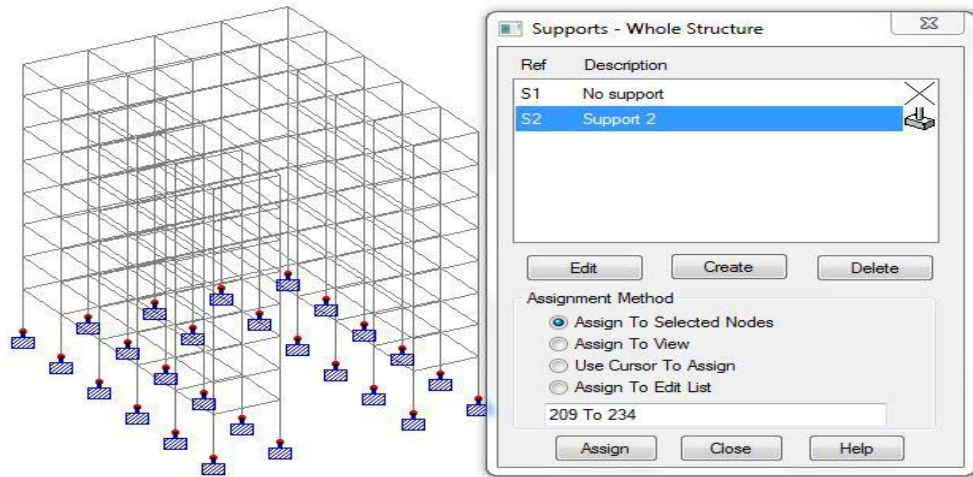 Supports - Whole Structure
Ref Description
S1 No support
S2 Support 2
Edit Create Delete
Assignment Method
Assign To Selected Nodes
Assign To View
Use Cursor To Assign
Assign To Edit List
209 To 234
Assign Close Help